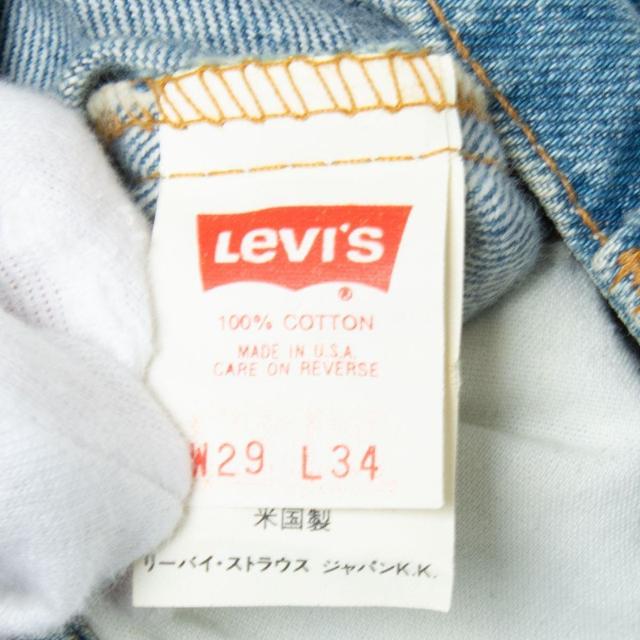 LEVI'S
®
100% COTTON
MADE IN U.S.A.
CARE ON REVERSE
W29 L34
米国製
リーバイ・ストラウス ジャパンK.K.